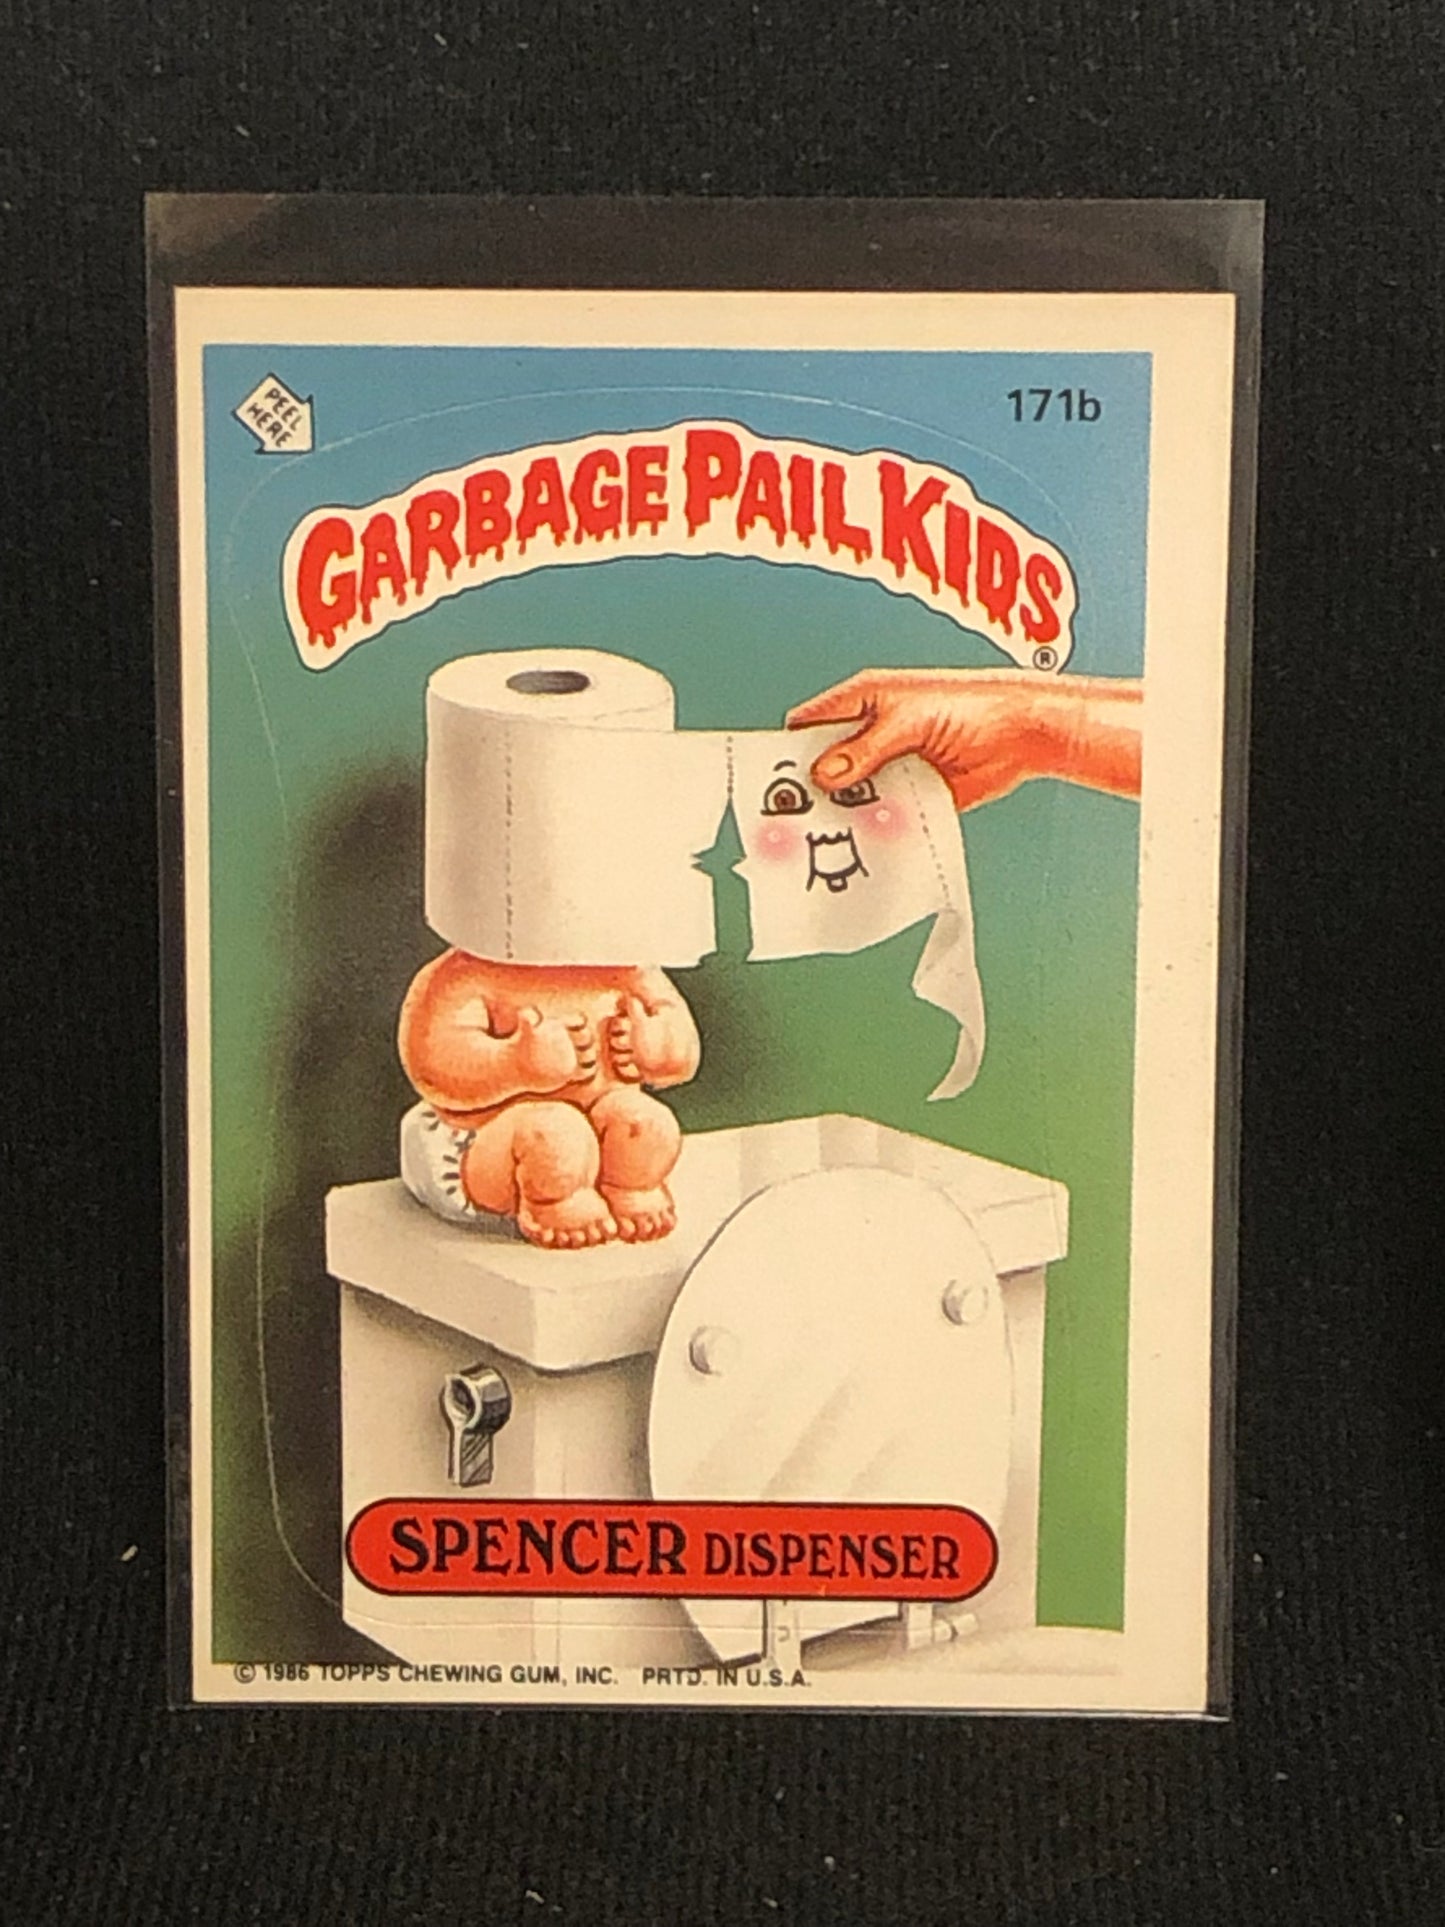 PEEL
HERE
171b
GARBAGE PAIL KIDS
®
SPENCER DISPENSER
© 1986 TOPPS CHEWING GUM, INC. PRTD. IN U.S.A.